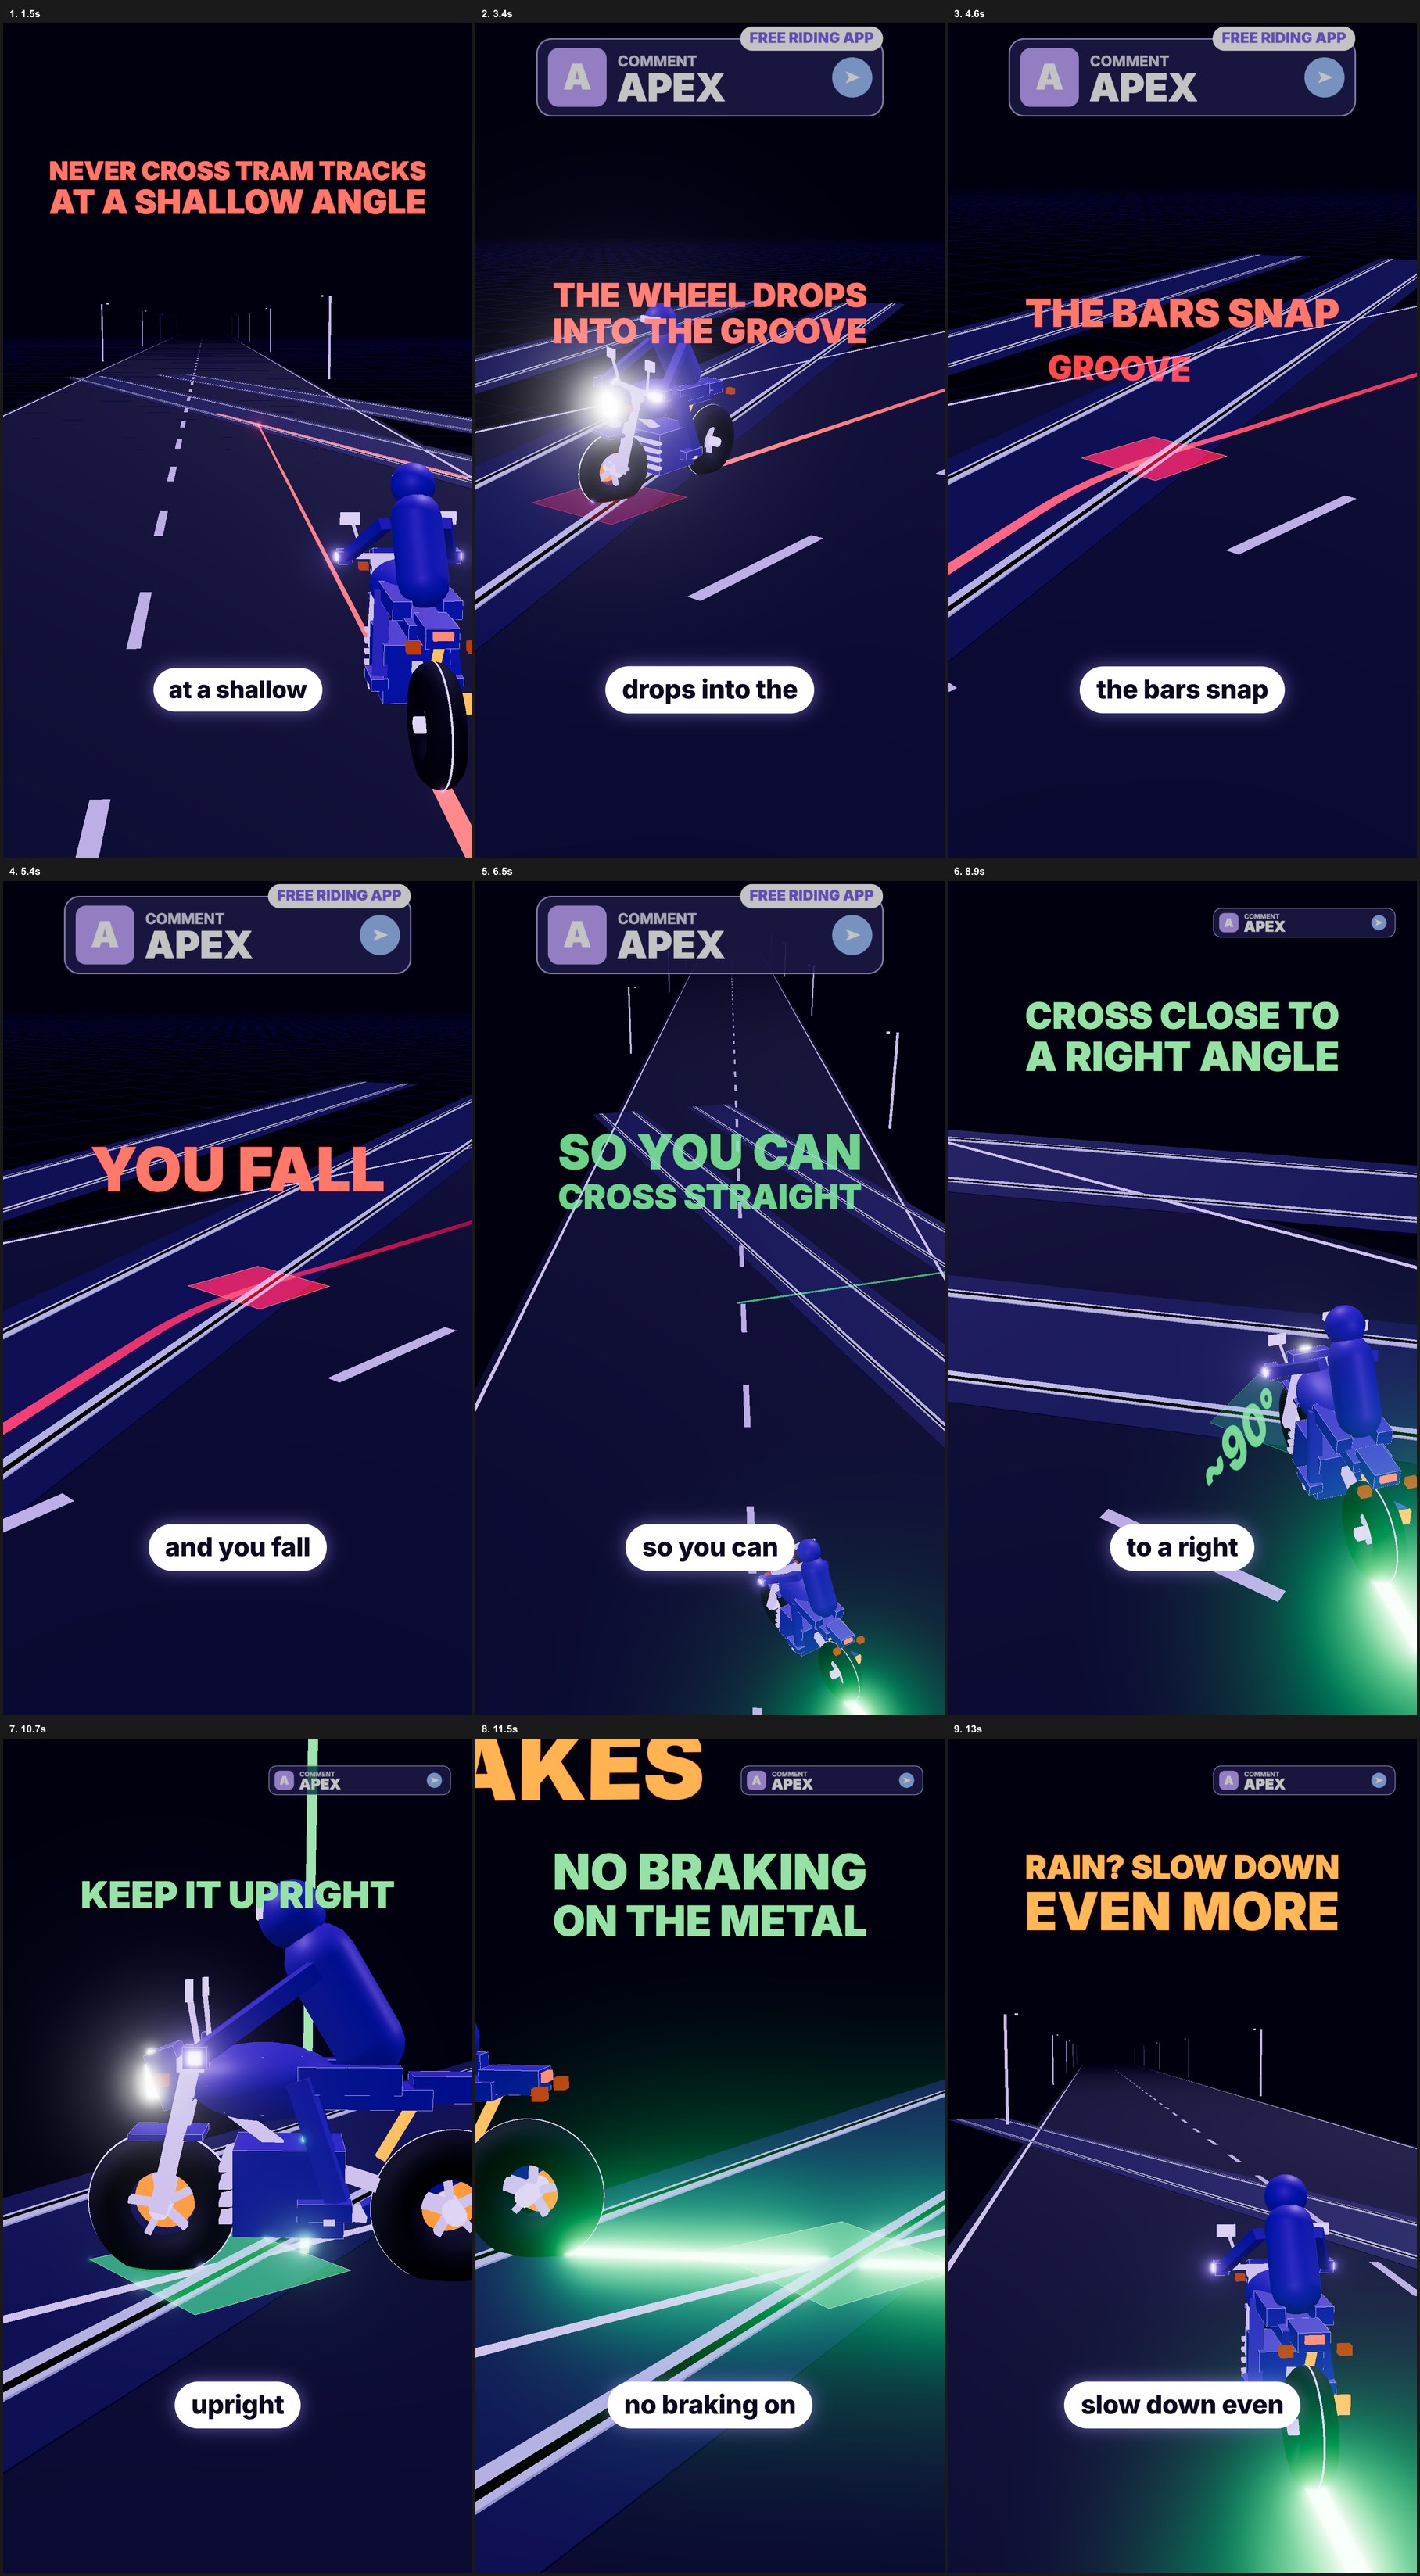 1. 1.5s
NEVER CROSS TRAM TRACKS
AT A SHALLOW ANGLE
at a shallow
2. 3.4s
FREE RIDING APP
A
COMMENT
APEX
THE WHEEL DROPS
INTO THE GROOVE
drops into the
3. 4.6s
FREE RIDING APP
A
COMMENT
APEX
THE BARS SNAP
GROOVE
the bars snap
4. 5.4s
FREE RIDING APP
A
COMMENT
APEX
YOU FALL
and you fall
5. 6.5s
FREE RIDING APP
A
COMMENT
APEX
SO YOU CAN
CROSS STRAIGHT
so you can
6. 8.9s
A
COMMENT
APEX
CROSS CLOSE TO
A RIGHT ANGLE
~90°
to a right
7. 10.7s
A
COMMENT
APEX
KEEP IT UPRIGHT
upright
8. 11.5s
AKES
A
COMMENT
APEX
NO BRAKING
ON THE METAL
no braking on
9. 13s
A
COMMENT
APEX
RAIN? SLOW DOWN
EVEN MORE
slow down even